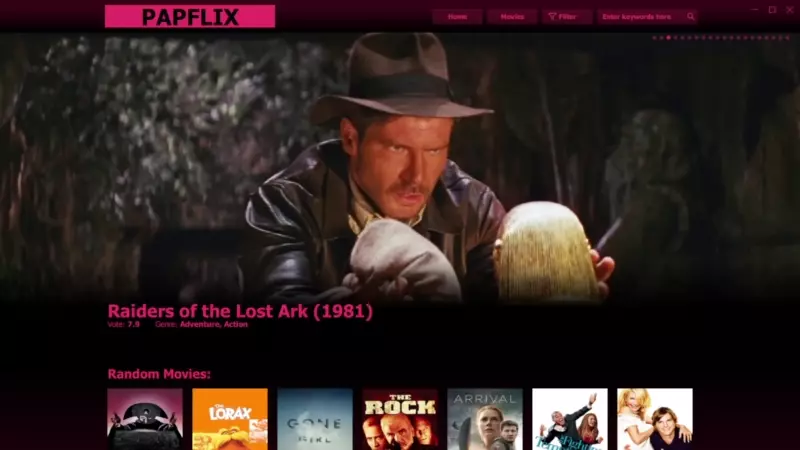 PAPFLIX
Home
Movies
Filter
Enter keywords here
Raiders of the Lost Ark (1981)
Vote: 7.9 Genre: Adventure, Action
Random Movies:
THE LORAX
GONE GIRL
THE ROCK
ARRIVAL